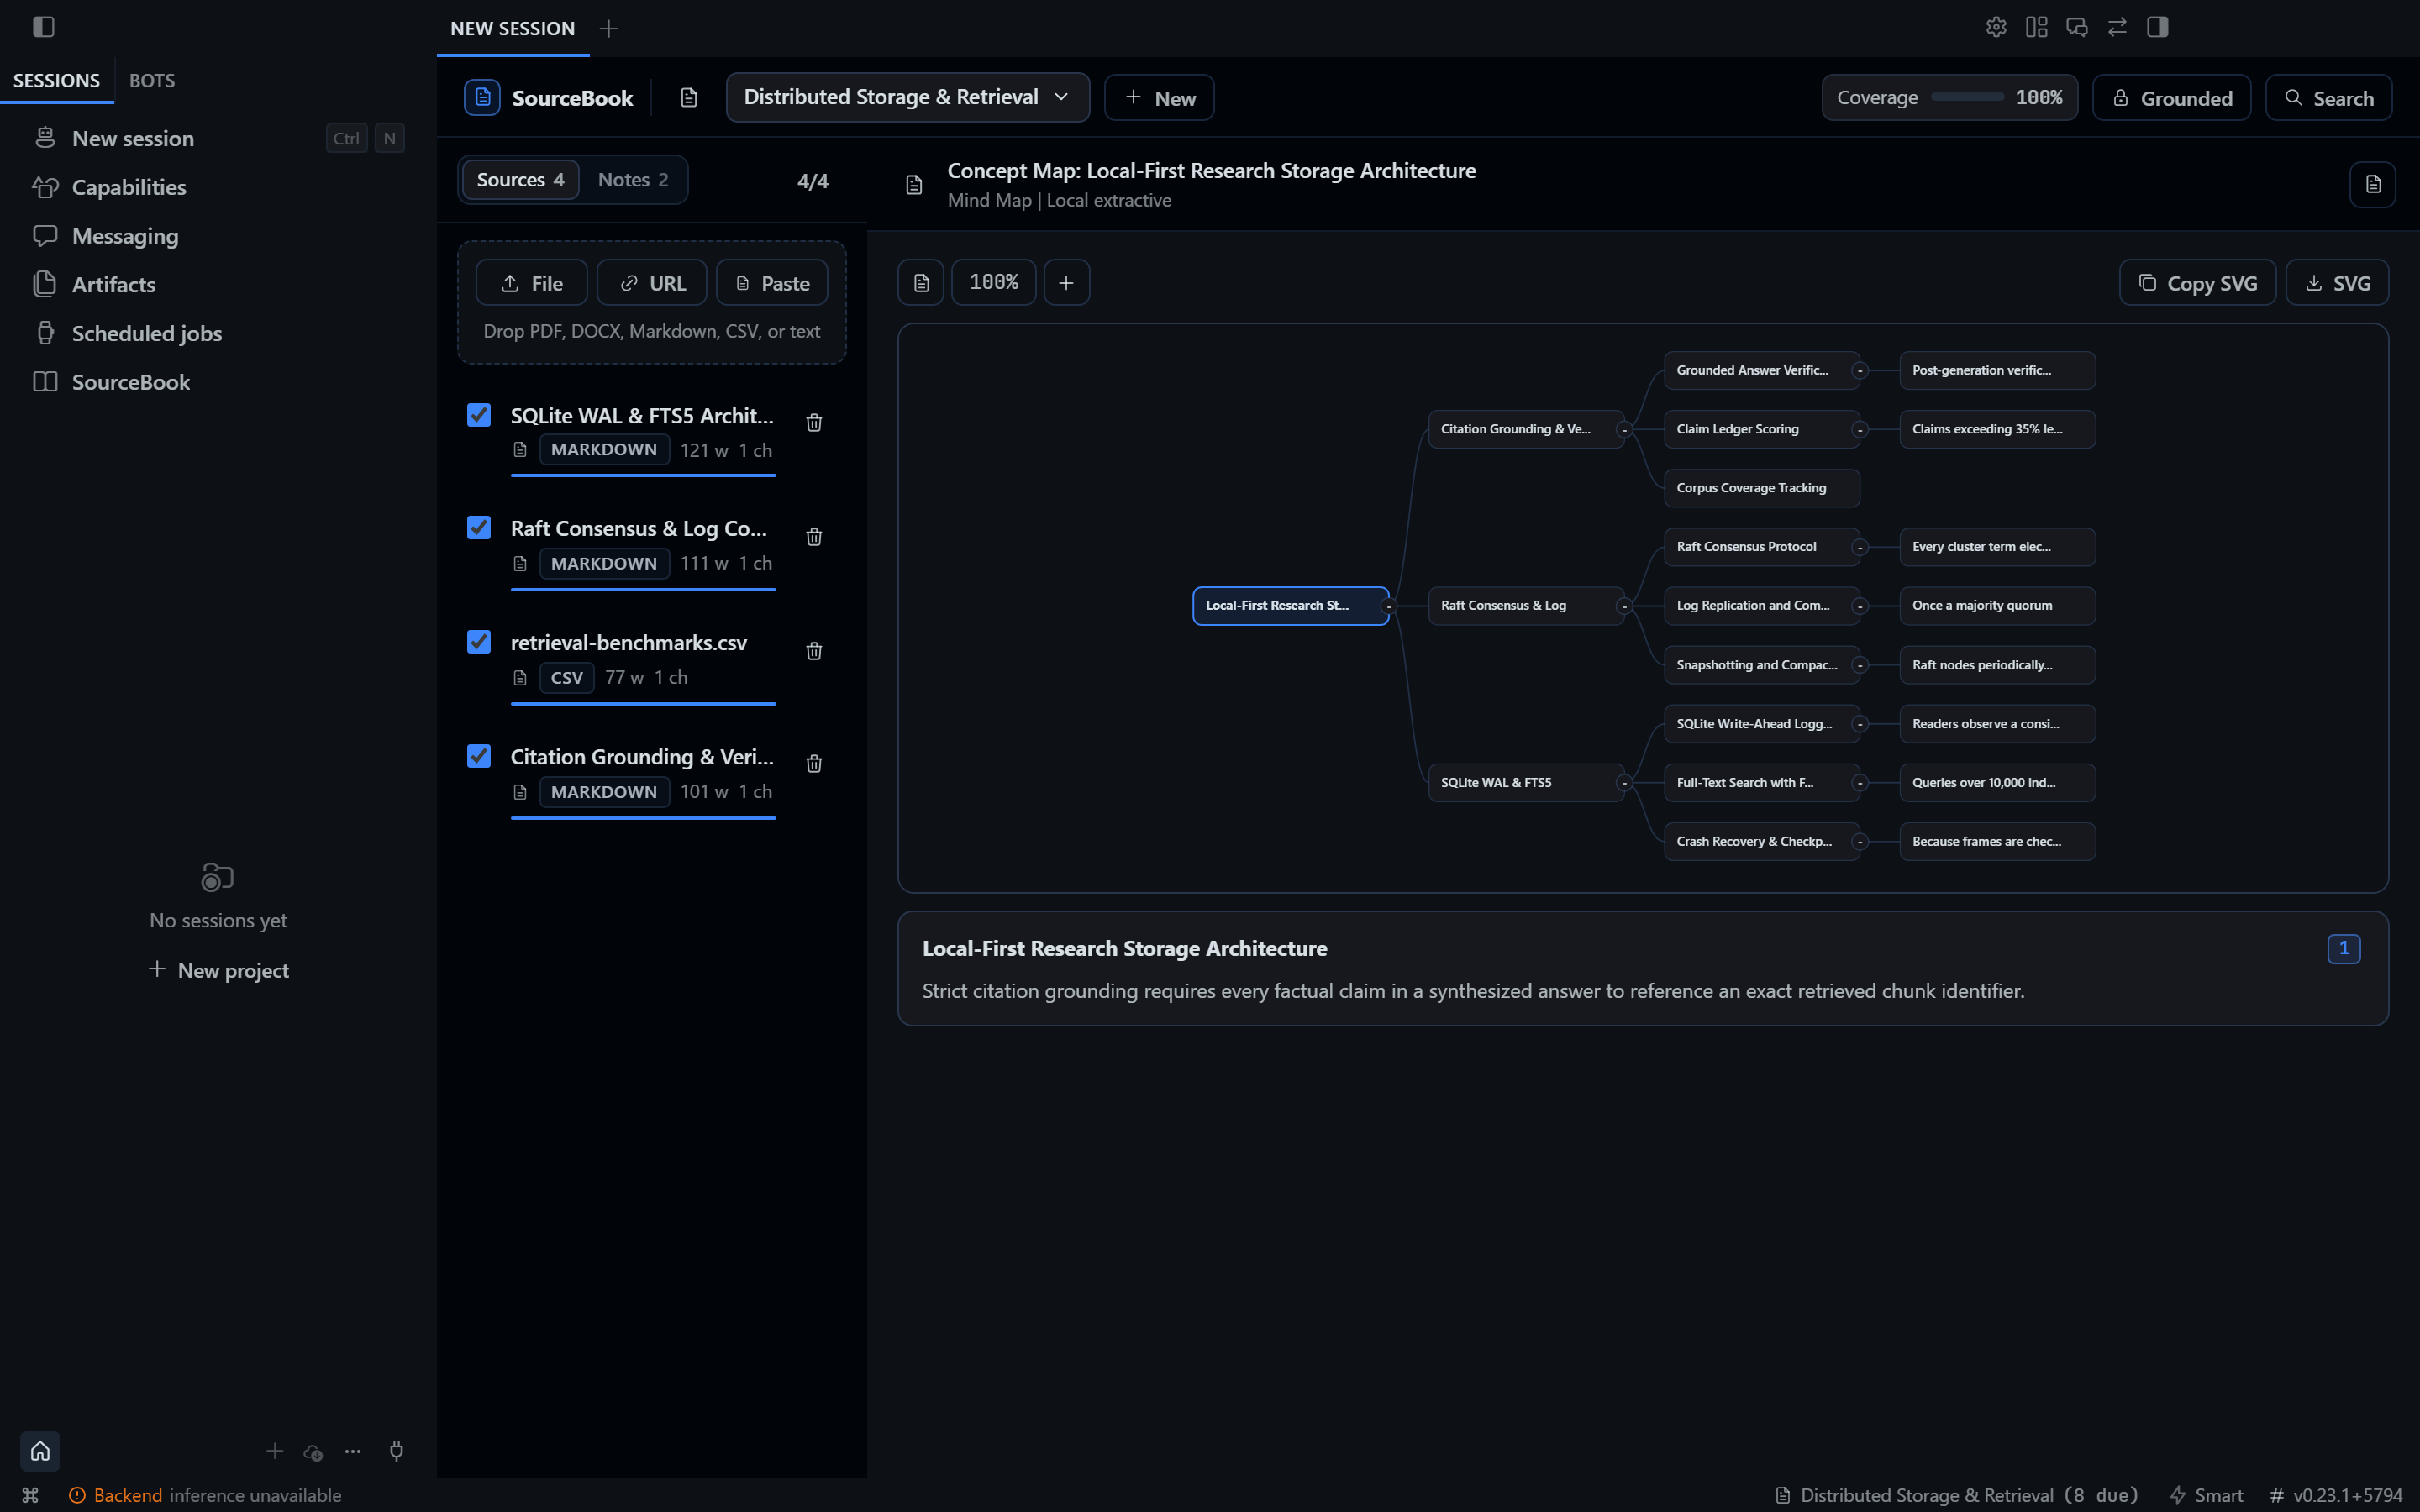 NEW SESSION
SESSIONS BOTS
New session Ctrl N
Capabilities
Messaging
Artifacts
Scheduled jobs
SourceBook
No sessions yet
New project
Backend inference unavailable
SourceBook
Distributed Storage & Retrieval
New
Coverage 100%
Grounded
Search
Sources 4 Notes 2 4/4
File URL Paste
Drop PDF, DOCX, Markdown, CSV, or text
SQLite WAL & FTS5 Archit...
MARKDOWN 121 w 1 ch
Raft Consensus & Log Co...
MARKDOWN 111 w 1 ch
retrieval-benchmarks.csv
CSV 77 w 1 ch
Citation Grounding & Veri...
MARKDOWN 101 w 1 ch
Concept Map: Local-First Research Storage Architecture
Mind Map | Local extractive
100%
Copy SVG SVG
Local-First Research St...
Citation Grounding & Ve...
Grounded Answer Verific... Post-generation verific...
Claim Ledger Scoring Claims exceeding 35% le...
Corpus Coverage Tracking
Raft Consensus & Log
Raft Consensus Protocol Every cluster term elec...
Log Replication and Com... Once a majority quorum
Snapshotting and Compac... Raft nodes periodically...
SQLite WAL & FTS5
SQLite Write-Ahead Logg... Readers observe a consi...
Full-Text Search with F... Queries over 10,000 ind...
Crash Recovery & Checkp... Because frames are chec...
Local-First Research Storage Architecture 1
Strict citation grounding requires every factual claim in a synthesized answer to reference an exact retrieved chunk identifier.
Distributed Storage & Retrieval (8 due) Smart # v0.23.1+5794